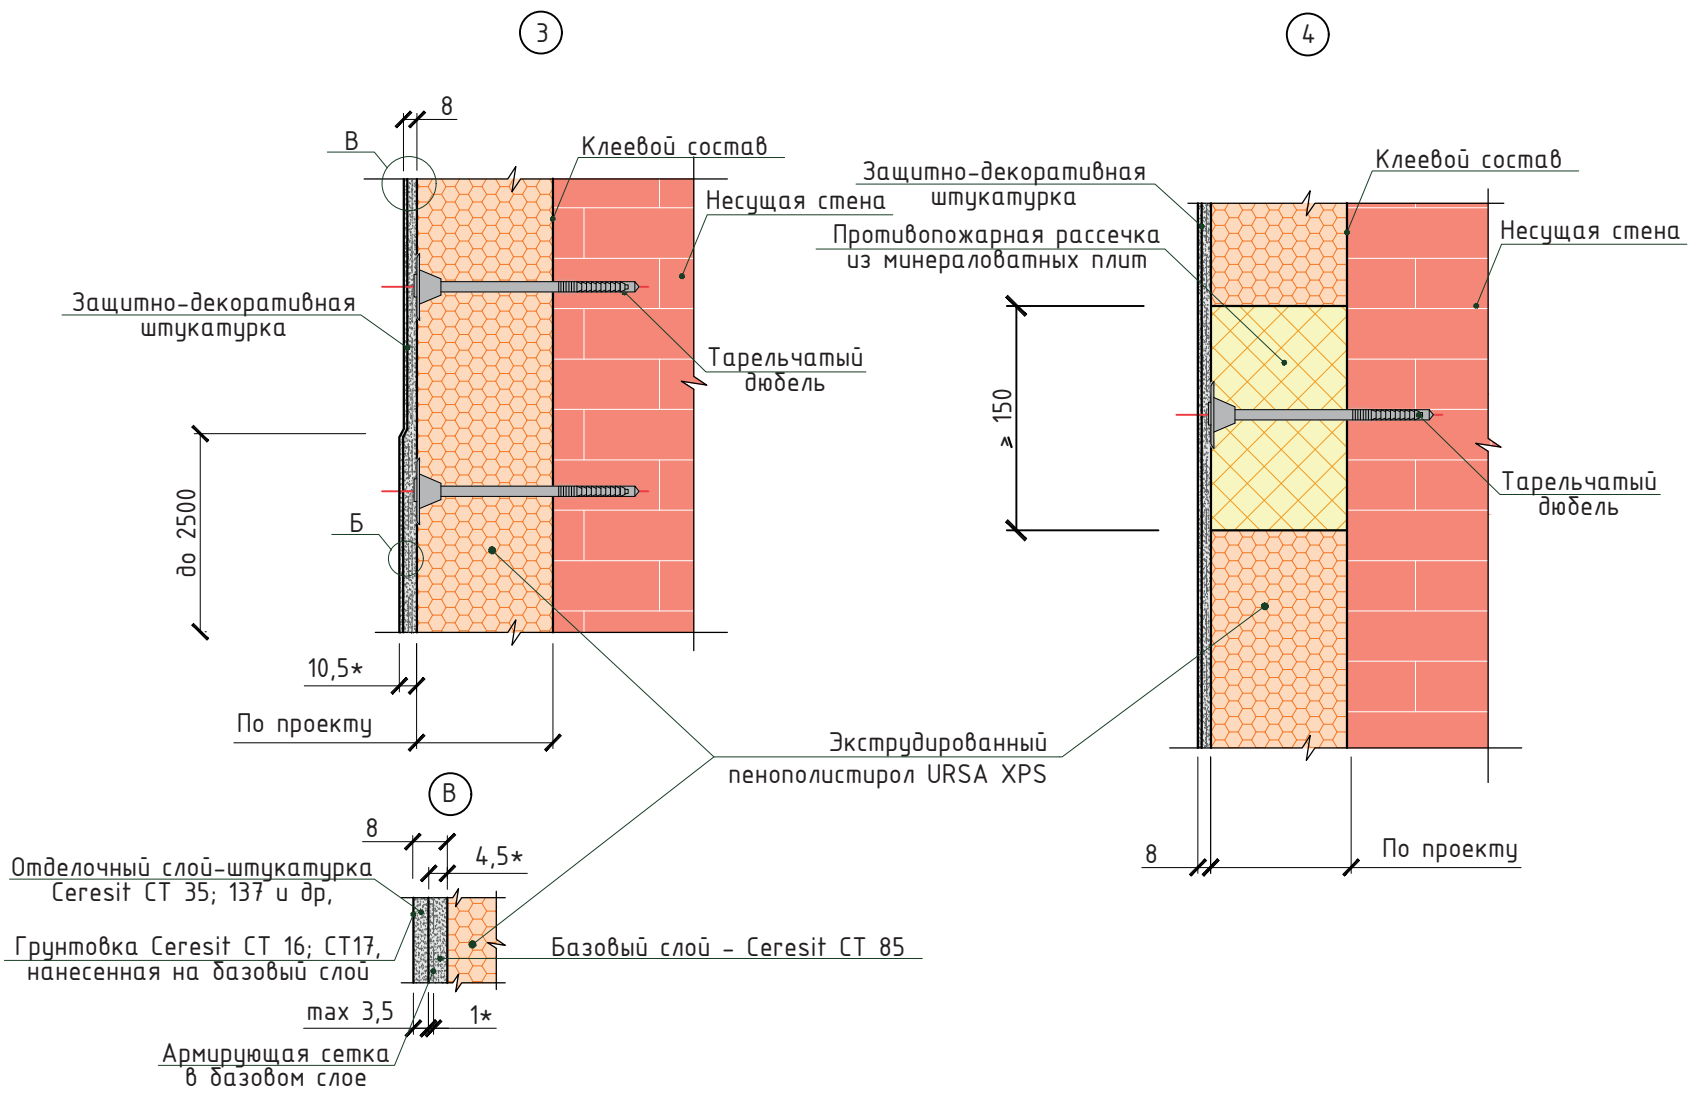 3
4
8
В
Клеевой состав
Несущая стена
Защитно-декоративная
штукатурка
Тарельчатый
дюбель
до 2500
Б
10,5*
По проекту
Защитно-декоративная
штукатурка
Противопожарная рассечка
из минераловатных плит
Клеевой состав
Несущая стена
≥ 150
Тарельчатый
дюбель
Экструдированный
пенополистирол URSA XPS
8
По проекту
В
8
4,5*
Отделочный слой-штукатурка
Ceresit CT 35; 137 и др,
Грунтовка Ceresit CT 16; CT17,
нанесенная на базовый слой
Базовый слой - Ceresit CT 85
max 3,5
1*
Армирующая сетка
в базовом слое